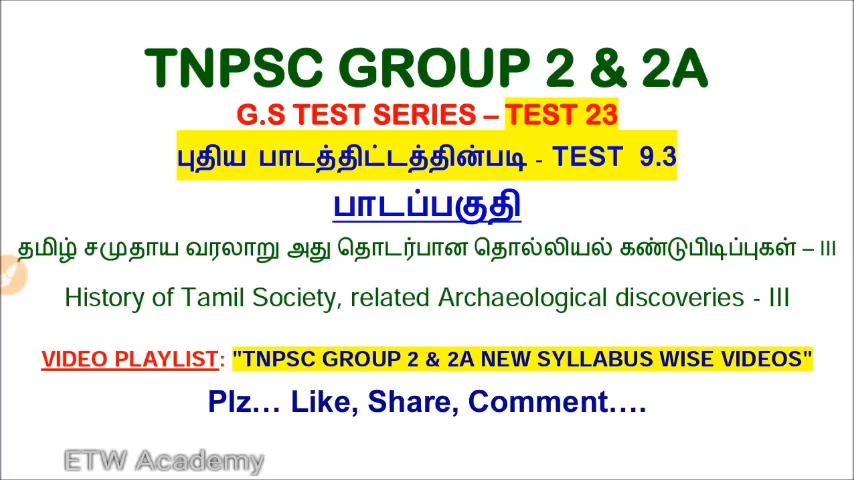 TNPSC GROUP 2 & 2A
G.S TEST SERIES – TEST 23
புதிய பாடத்திட்டத்தின்படி - TEST 9.3
பாடப்பகுதி
தமிழ் சமுதாய வரலாறு அது தொடர்பான தொல்லியல் கண்டுபிடிப்புகள் – III
History of Tamil Society, related Archaeological discoveries - III
VIDEO PLAYLIST: "TNPSC GROUP 2 & 2A NEW SYLLABUS WISE VIDEOS"
Plz... Like, Share, Comment....
ETW Academy